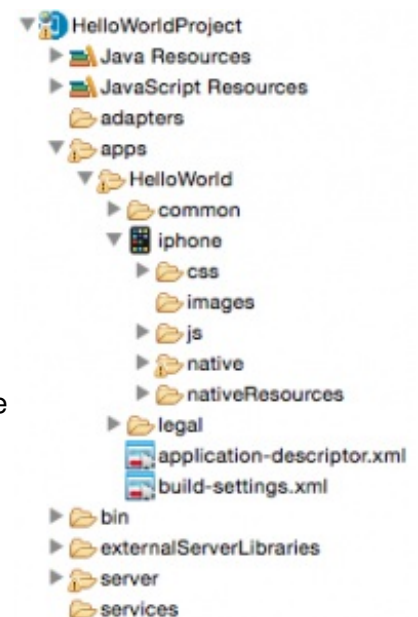 HelloWorldProject
Java Resources
JavaScript Resources
adapters
apps
HelloWorld
common
iphone
css
images
js
native
nativeResources
e
legal
application-descriptor.xml
build-settings.xml
bin
externalServerLibraries
server
services